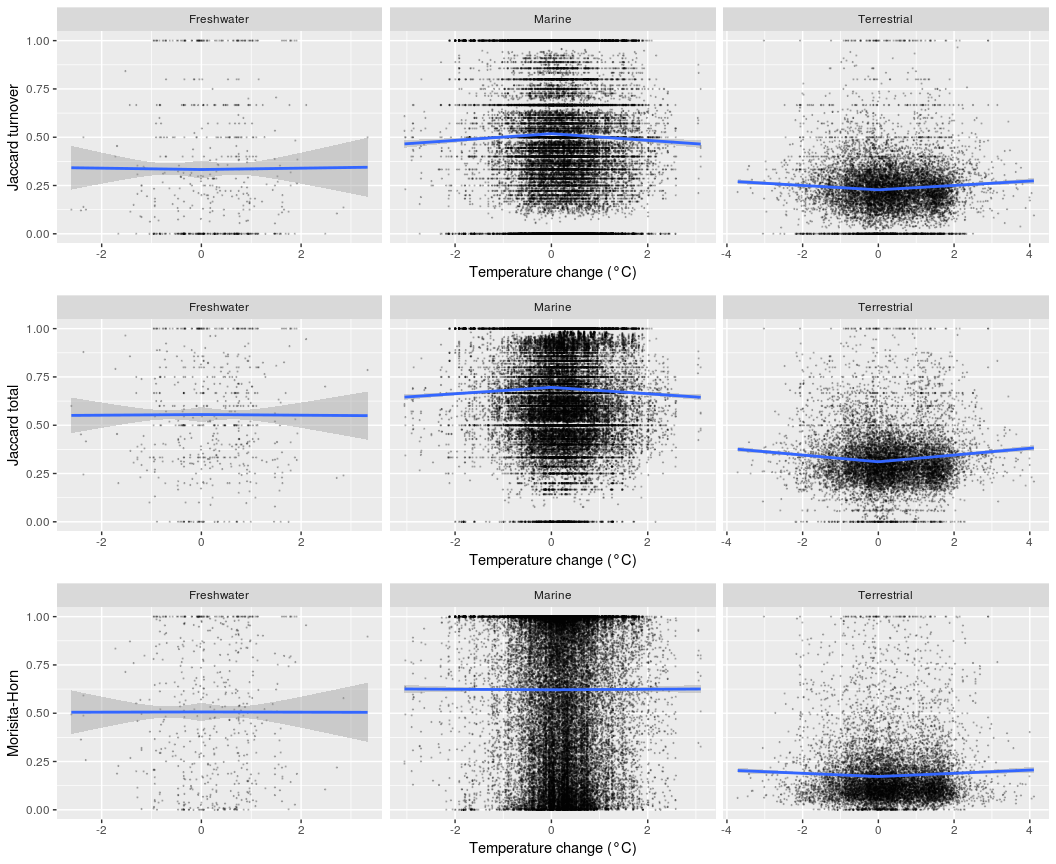 Freshwater Marine Terrestrial
1.00
0.75
0.50
0.25
0.00
Jaccard turnover
-2 0 2 -2 0 2 -4 -2 0 2 4
Temperature change (°C)
Freshwater Marine Terrestrial
1.00
0.75
0.50
0.25
0.00
Jaccard total
-2 0 2 -2 0 2 -4 -2 0 2 4
Temperature change (°C)
Freshwater Marine Terrestrial
1.00
0.75
0.50
0.25
0.00
Morisita-Horn
-2 0 2 -2 0 2 -4 -2 0 2 4
Temperature change (°C)